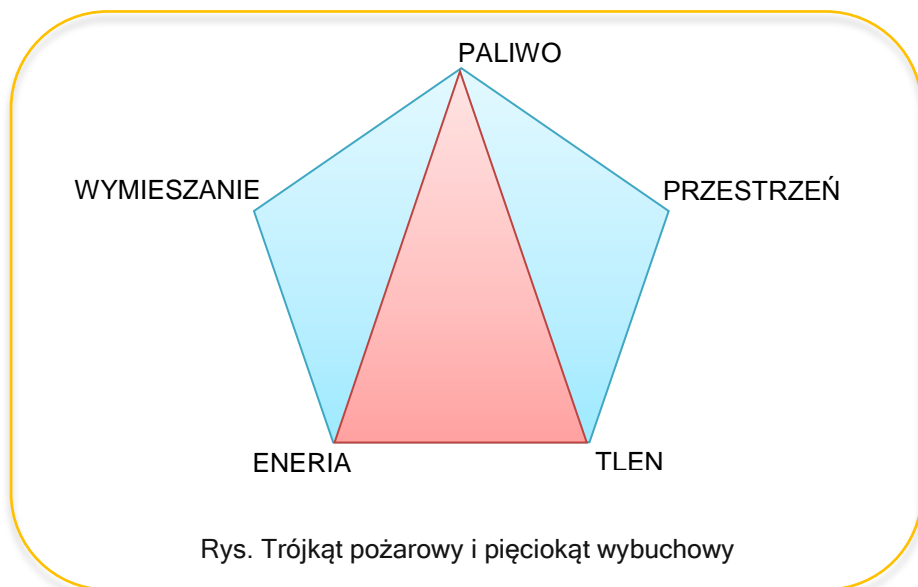 PALIWO
WYMIESZANIE
PRZESTRZEŃ
ENERIA
TLEN
Rys. Trójkąt pożarowy i pięciokąt wybuchowy